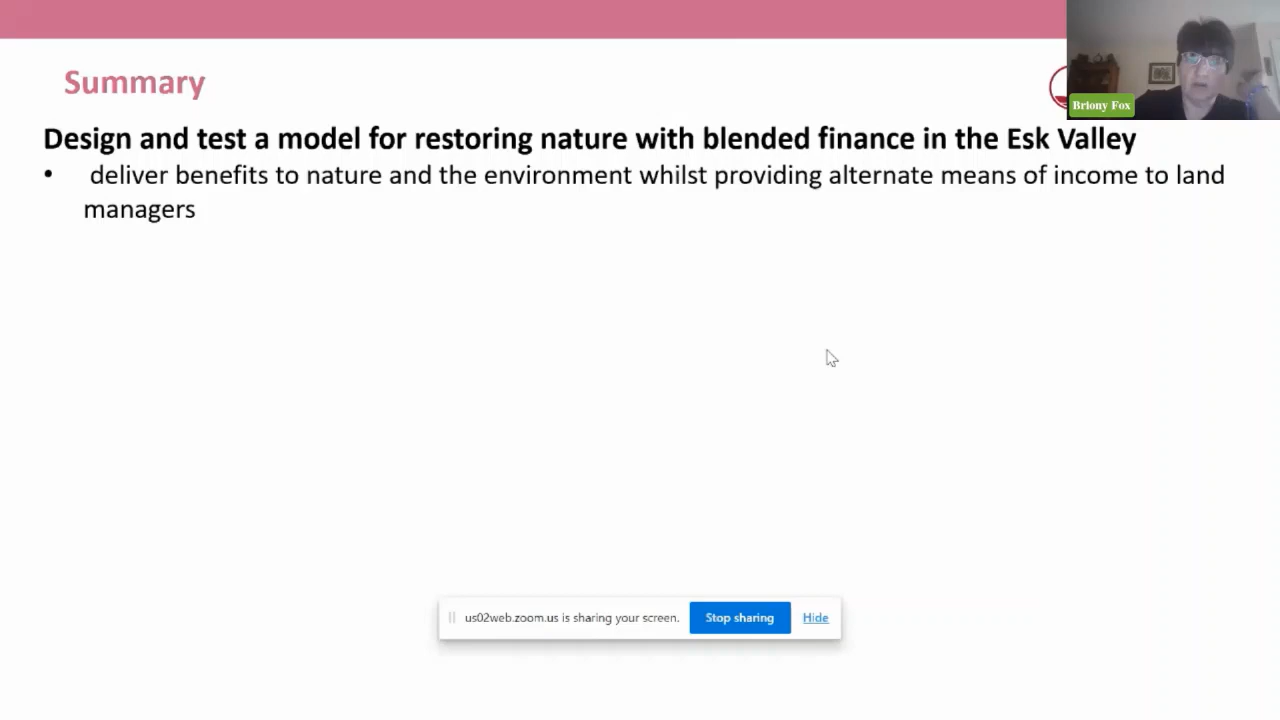 Summary
Briony Fox
Design and test a model for restoring nature with blended finance in the Esk Valley
• deliver benefits to nature and the environment whilst providing alternate means of income to land
managers
us02web.zoom.us is sharing your screen. Stop sharing Hide